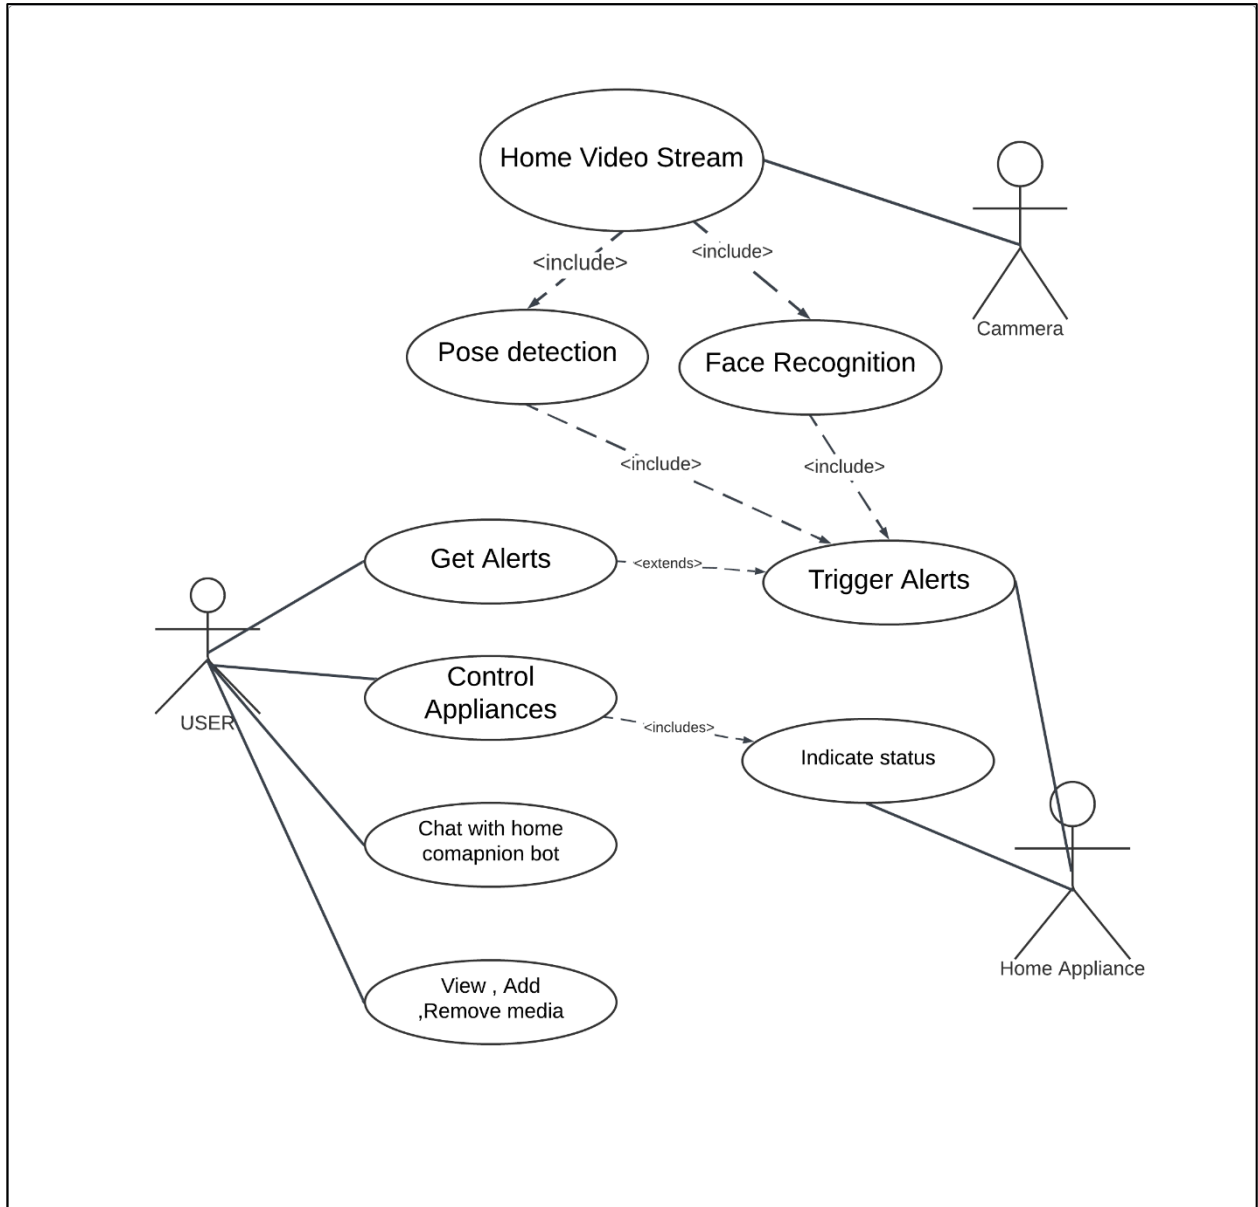 Home Video Stream
<include>
<include>
Cammera
Pose detection
Face Recognition
<include>
<include>
Get Alerts
<extends>
Trigger Alerts
Control
Appliances
USER
<includes>
Indicate status
Chat with home
comapnion bot
Home Appliance
View , Add
,Remove media